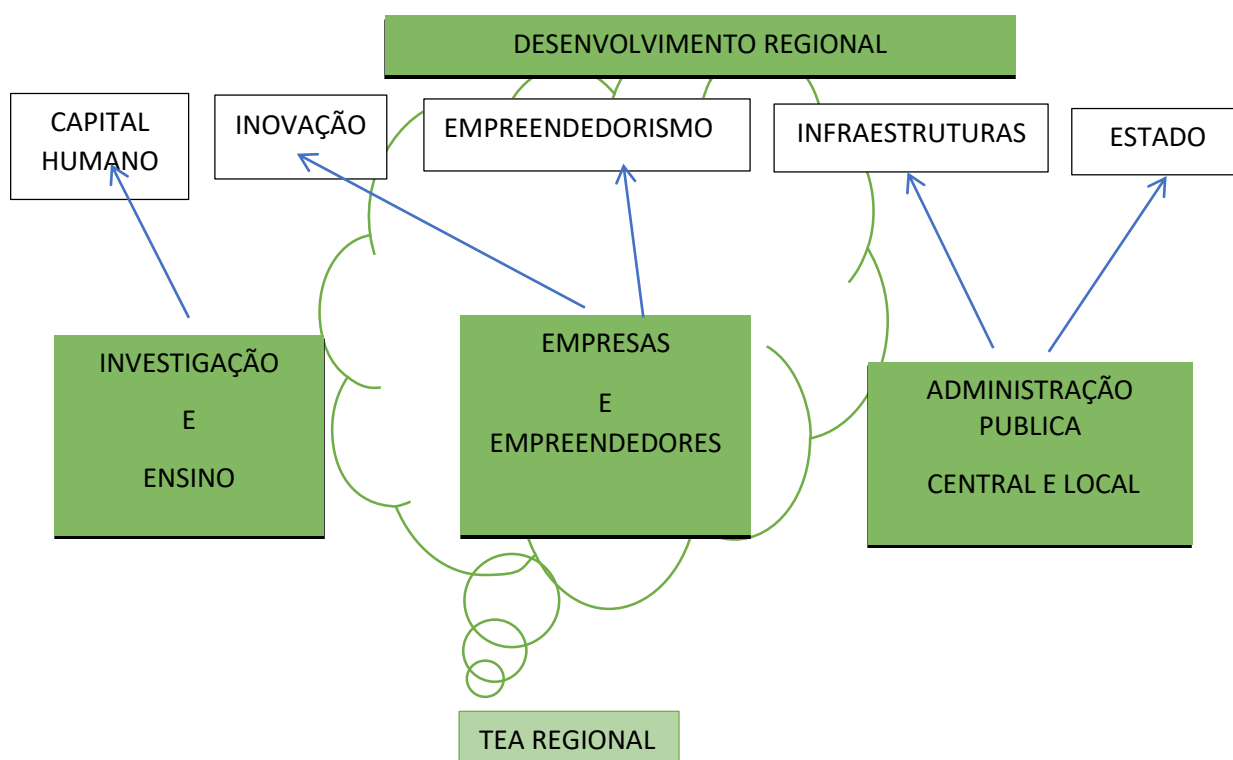 DESENVOLVIMENTO REGIONAL
CAPITAL
HUMANO
INOVAÇÃO
EMPREENDEDORISMO
INFRAESTRUTURAS
ESTADO
INVESTIGAÇÃO
E
ENSINO
EMPRESAS
E
EMPREENDEDORES
ADMINISTRAÇÃO
PUBLICA
CENTRAL E LOCAL
TEA REGIONAL